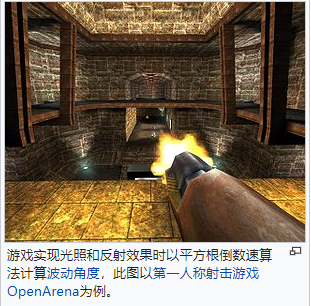 游戏实现光照和反射效果时以平方根倒数速算
法计算波动角度，此图以第一人称射击游戏
OpenArena为例。